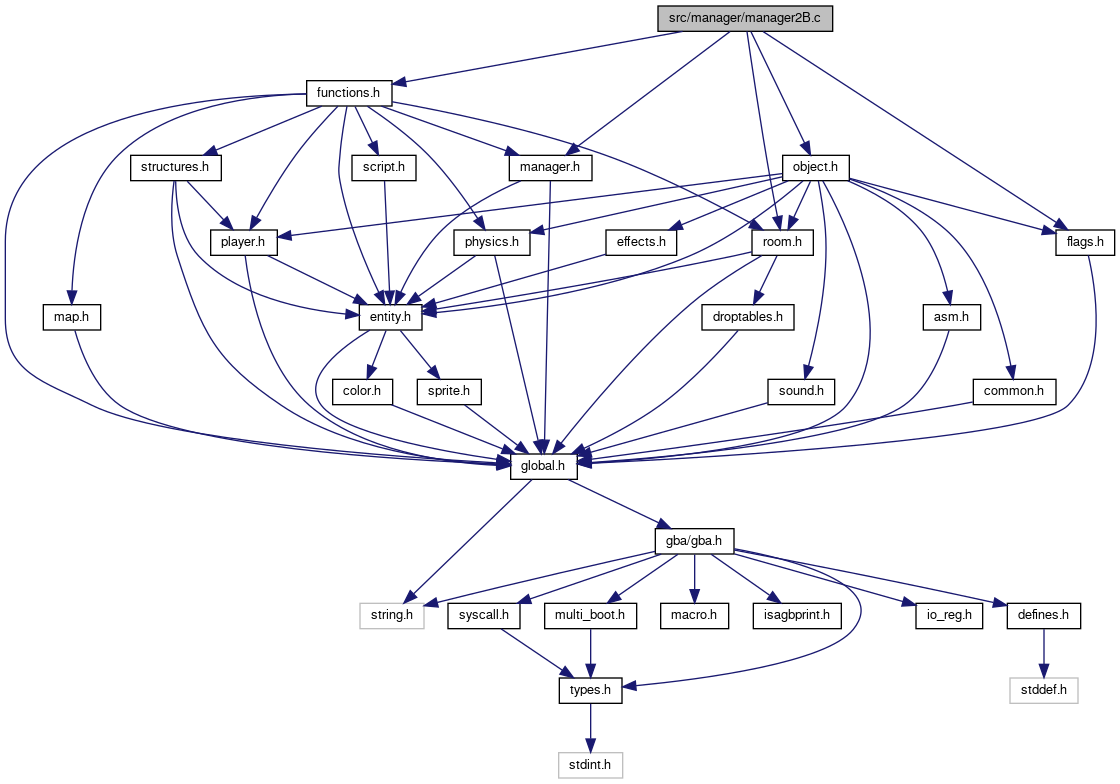 src/manager/manager2B.c
functions.h
structures.h
script.h
manager.h
object.h
player.h
physics.h
effects.h
room.h
flags.h
map.h
entity.h
droptables.h
asm.h
color.h
sprite.h
sound.h
common.h
global.h
gba/gba.h
string.h
syscall.h
multi_boot.h
macro.h
isagbprint.h
io_reg.h
defines.h
types.h
stddef.h
stdint.h